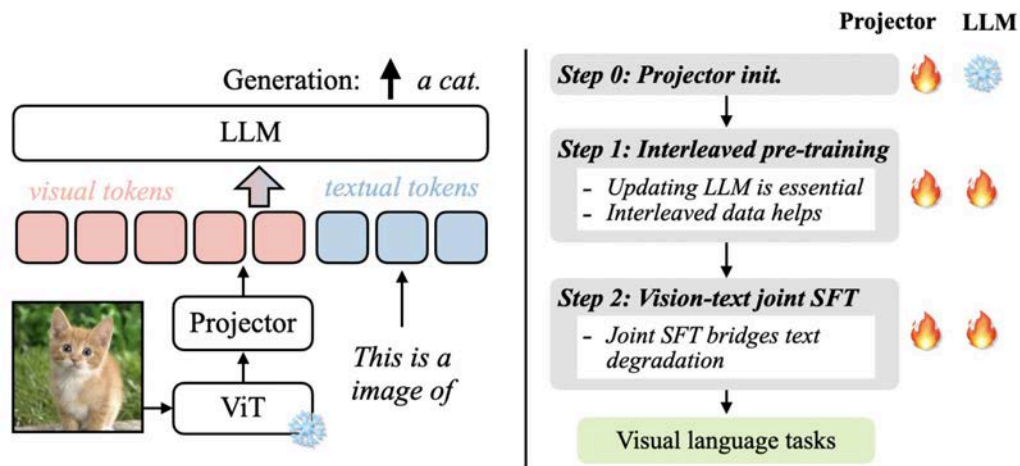 Generation:
a cat.
LLM
visual tokens
textual tokens
Projector
This is a
image of
ViT
Projector
LLM
Step 0: Projector init.
Step 1: Interleaved pre-training
- Updating LLM is essential
- Interleaved data helps
Step 2: Vision-text joint SFT
- Joint SFT bridges text
degradation
Visual language tasks